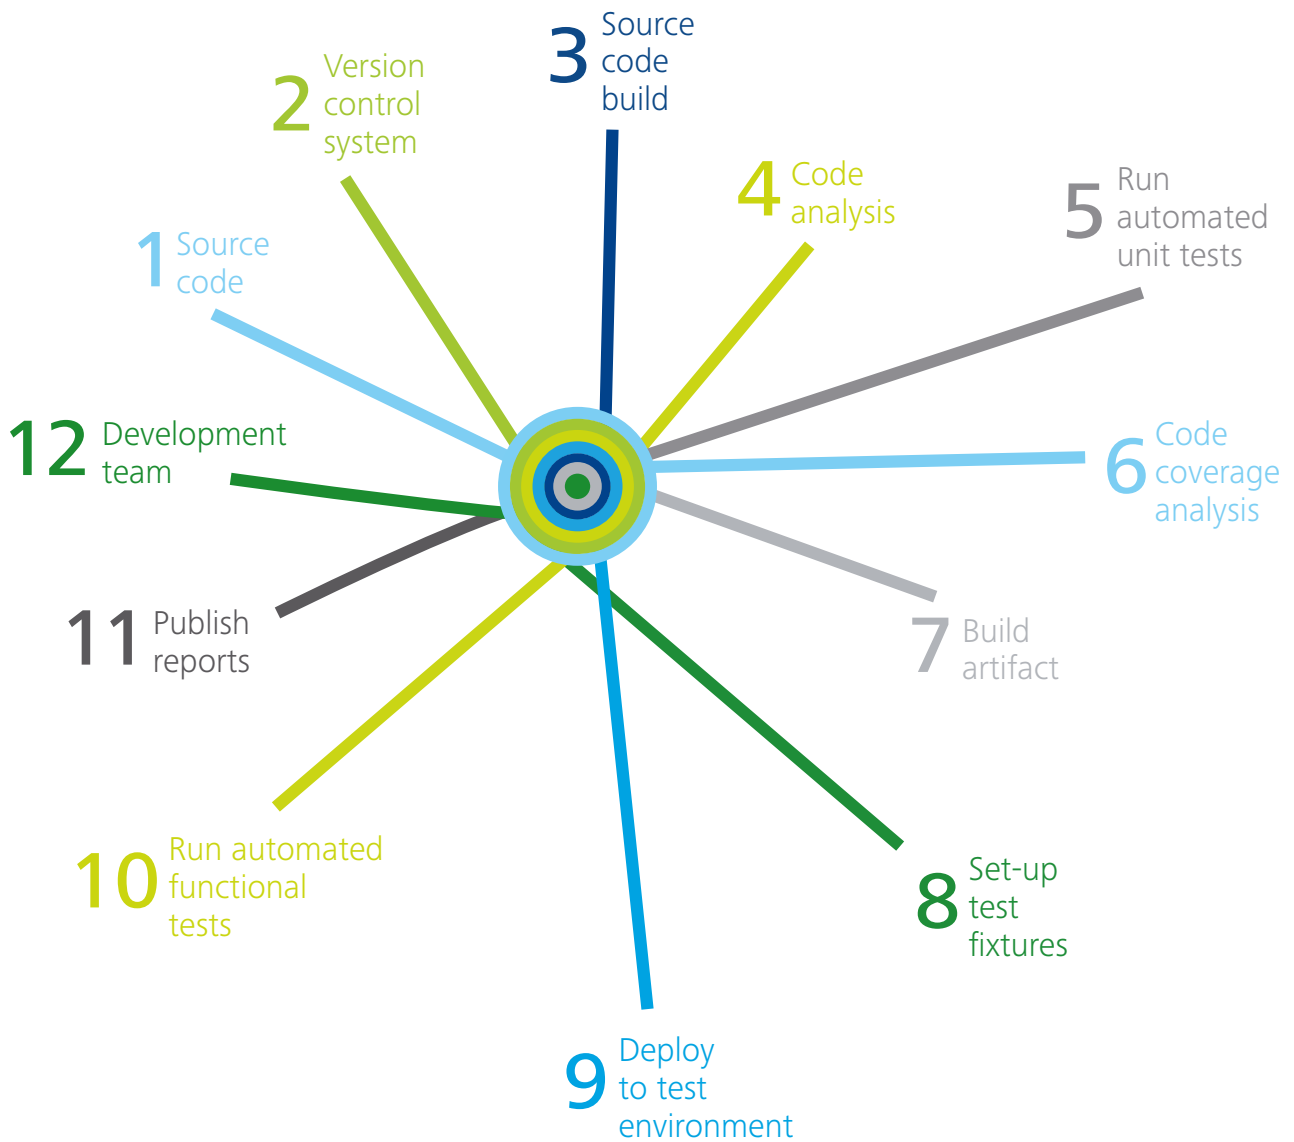 1
Source
code
2
Version
control
system
3
Source
code
build
4
Code
analysis
5
Run
automated
unit tests
6
Code
coverage
analysis
7
Build
artifact
8
Set-up
test
fixtures
9
Deploy
to test
environment
10
Run automated
functional
tests
11
Publish
reports
12
Development
team